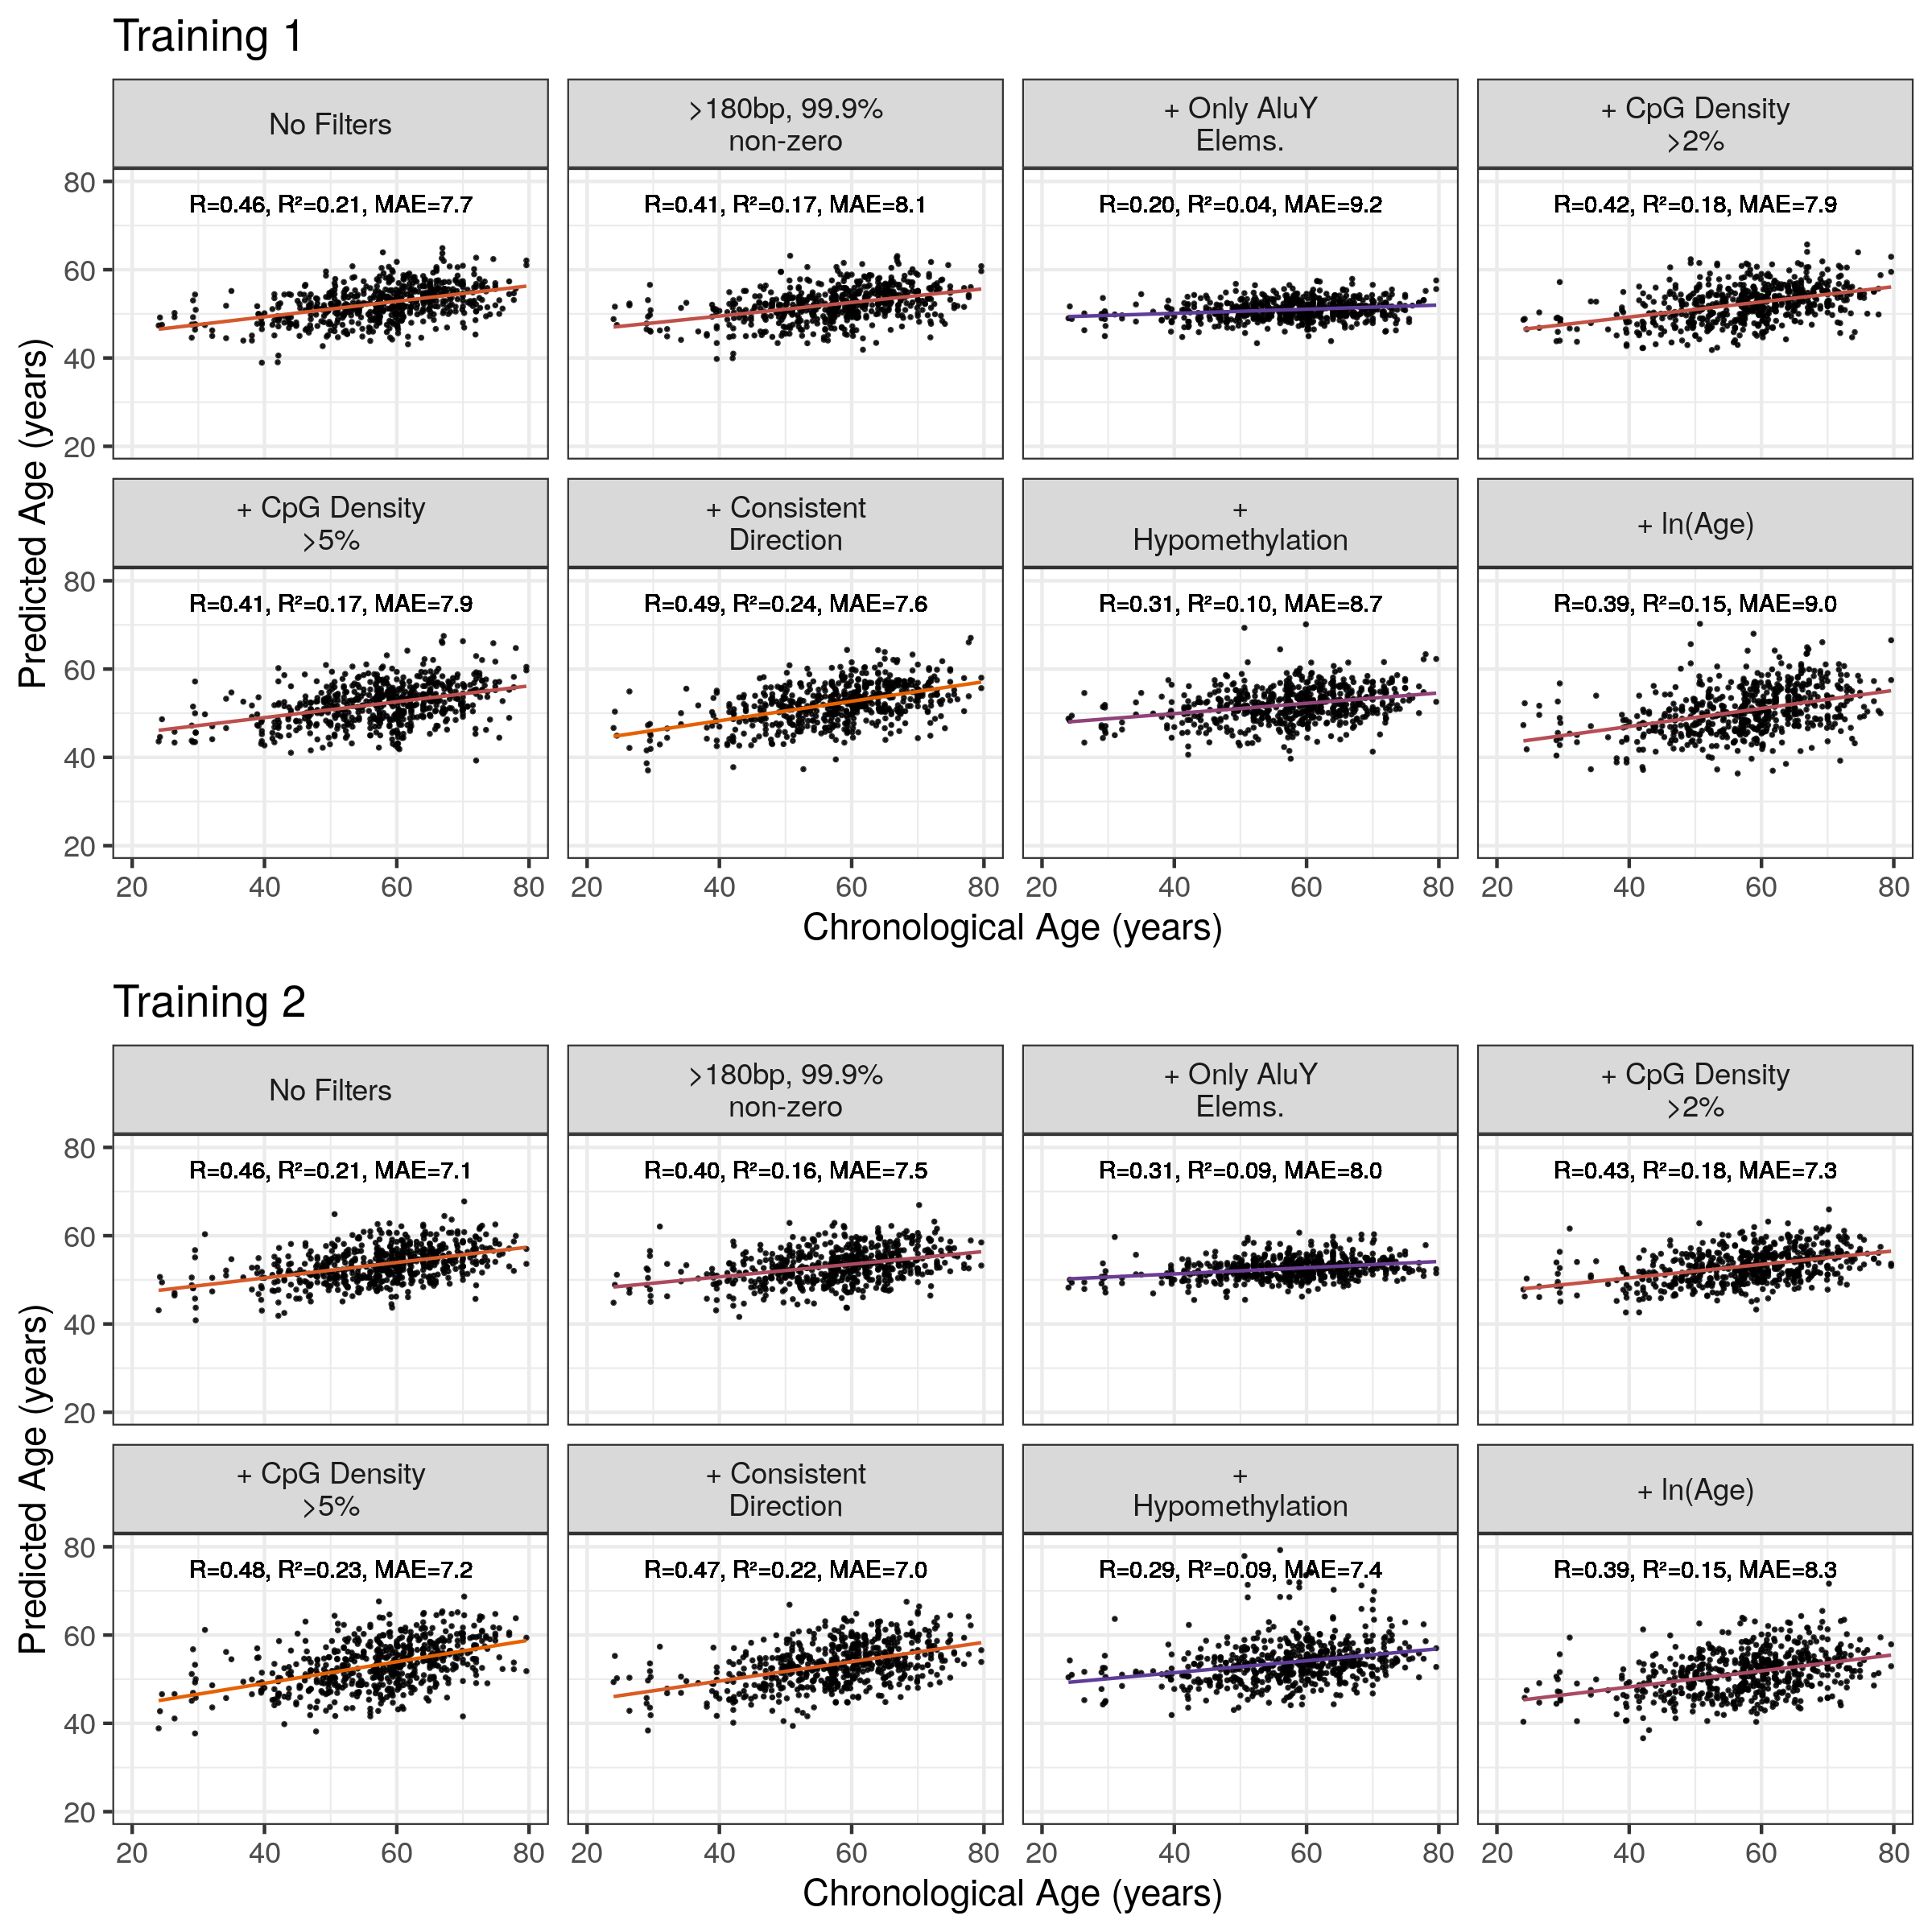 Training 1
No Filters
>180bp, 99.9%
non-zero
+ Only AluY
Elems.
+ CpG Density
>2%
R=0.46, R²=0.21, MAE=7.7
R=0.41, R²=0.17, MAE=8.1
R=0.20, R²=0.04, MAE=9.2
R=0.42, R²=0.18, MAE=7.9
80
60
40
20
+ CpG Density
>5%
+ Consistent
Direction
+
Hypomethylation
+ ln(Age)
R=0.41, R²=0.17, MAE=7.9
R=0.49, R²=0.24, MAE=7.6
R=0.31, R²=0.10, MAE=8.7
R=0.39, R²=0.15, MAE=9.0
80
60
40
20
Predicted Age (years)
20 40 60 80
20 40 60 80
20 40 60 80
20 40 60 80
Chronological Age (years)
Training 2
No Filters
>180bp, 99.9%
non-zero
+ Only AluY
Elems.
+ CpG Density
>2%
R=0.46, R²=0.21, MAE=7.1
R=0.40, R²=0.16, MAE=7.5
R=0.31, R²=0.09, MAE=8.0
R=0.43, R²=0.18, MAE=7.3
80
60
40
20
+ CpG Density
>5%
+ Consistent
Direction
+
Hypomethylation
+ ln(Age)
R=0.48, R²=0.23, MAE=7.2
R=0.47, R²=0.22, MAE=7.0
R=0.29, R²=0.09, MAE=7.4
R=0.39, R²=0.15, MAE=8.3
80
60
40
20
Predicted Age (years)
20 40 60 80
20 40 60 80
20 40 60 80
20 40 60 80
Chronological Age (years)